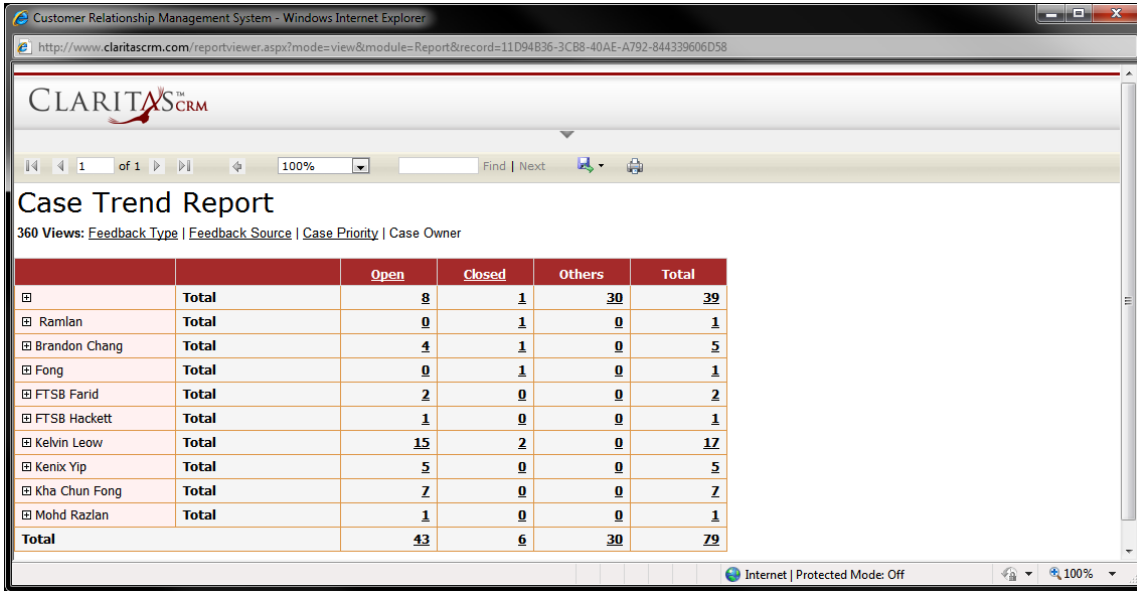 Customer Relationship Management System - Windows Internet Explorer
http://www.claritascrm.com/reportviewer.aspx?mode=view&module=Report&record=11D94B36-3CB8-40AE-A792-844339606D58
CLARITAS™CRM
1 of 1 100% Find | Next
Case Trend Report
360 Views: Feedback Type | Feedback Source | Case Priority | Case Owner
Open Closed Others Total
Total 8 1 30 39
Ramlan Total 0 1 0 1
Brandon Chang Total 4 1 0 5
Fong Total 0 1 0 1
FTSB Farid Total 2 0 0 2
FTSB Hackett Total 1 0 0 1
Kelvin Leow Total 15 2 0 17
Kenix Yip Total 5 0 0 5
Kha Chun Fong Total 7 0 0 7
Mohd Razlan Total 1 0 0 1
Total 43 6 30 79
Internet | Protected Mode: Off 100%